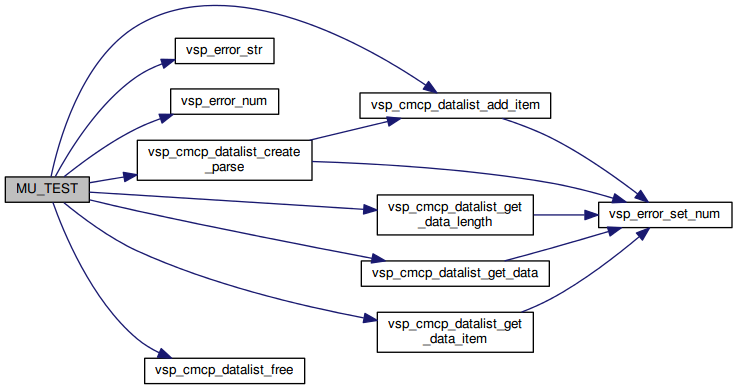 vsp_error_str
vsp_error_num
vsp_cmcp_datalist_add_item
vsp_cmcp_datalist_create
_parse
MU_TEST
vsp_cmcp_datalist_get
_data_length
vsp_error_set_num
vsp_cmcp_datalist_get_data
vsp_cmcp_datalist_get
_data_item
vsp_cmcp_datalist_free